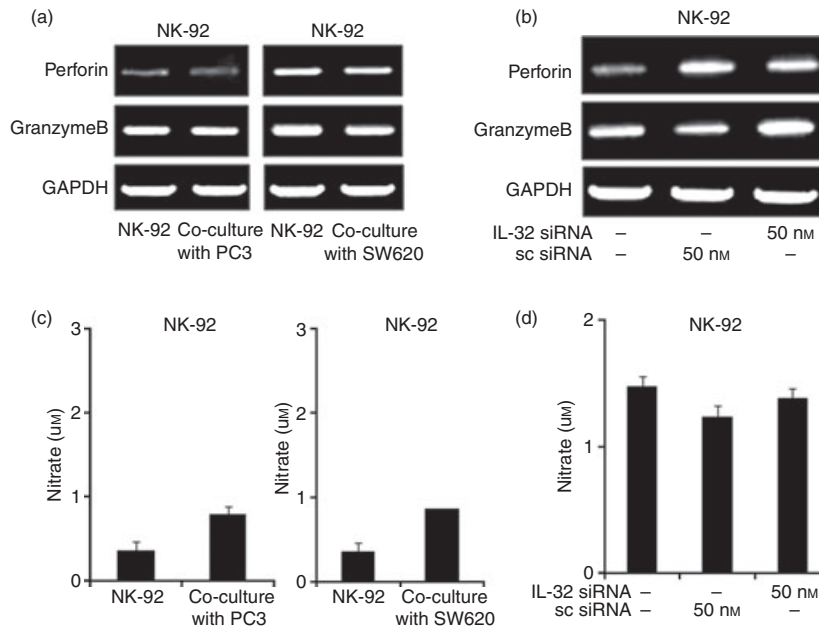 (a)
NK-92
NK-92
Perforin
GranzymeB
GAPDH
NK-92 Co-culture with PC3
NK-92 Co-culture with SW620
(b)
NK-92
Perforin
GranzymeB
GAPDH
IL-32 siRNA – – 50 nM
sc siRNA – 50 nM –
(c)
NK-92
3
2
1
0
Nitrate (uM)
NK-92 Co-culture with PC3
NK-92
3
2
1
0
Nitrate (uM)
NK-92 Co-culture with SW620
(d)
NK-92
2
1
0
Nitrate (uM)
IL-32 siRNA – – 50 nM
sc siRNA – 50 nM –